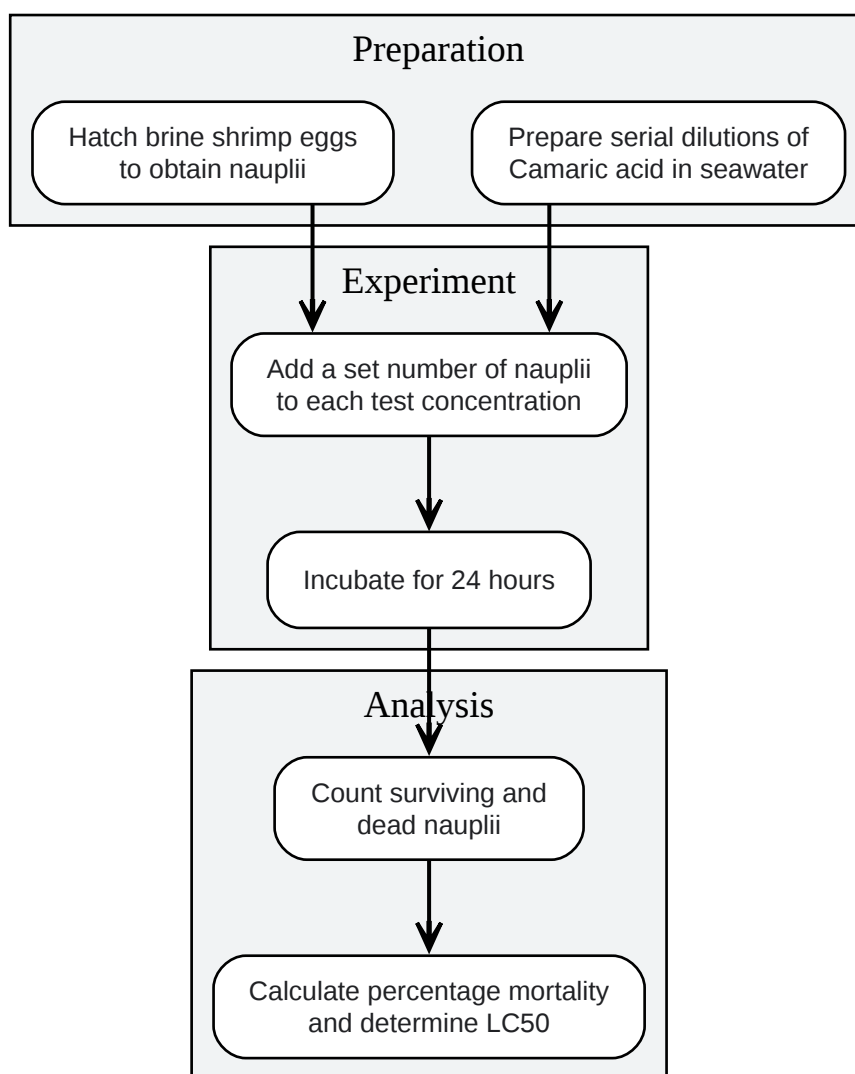 Preparation
Hatch brine shrimp eggs
to obtain nauplii
Prepare serial dilutions of
Camaric acid in seawater
Experiment
Add a set number of nauplii
to each test concentration
Incubate for 24 hours
Analysis
Count surviving and
dead nauplii
Calculate percentage mortality
and determine LC50